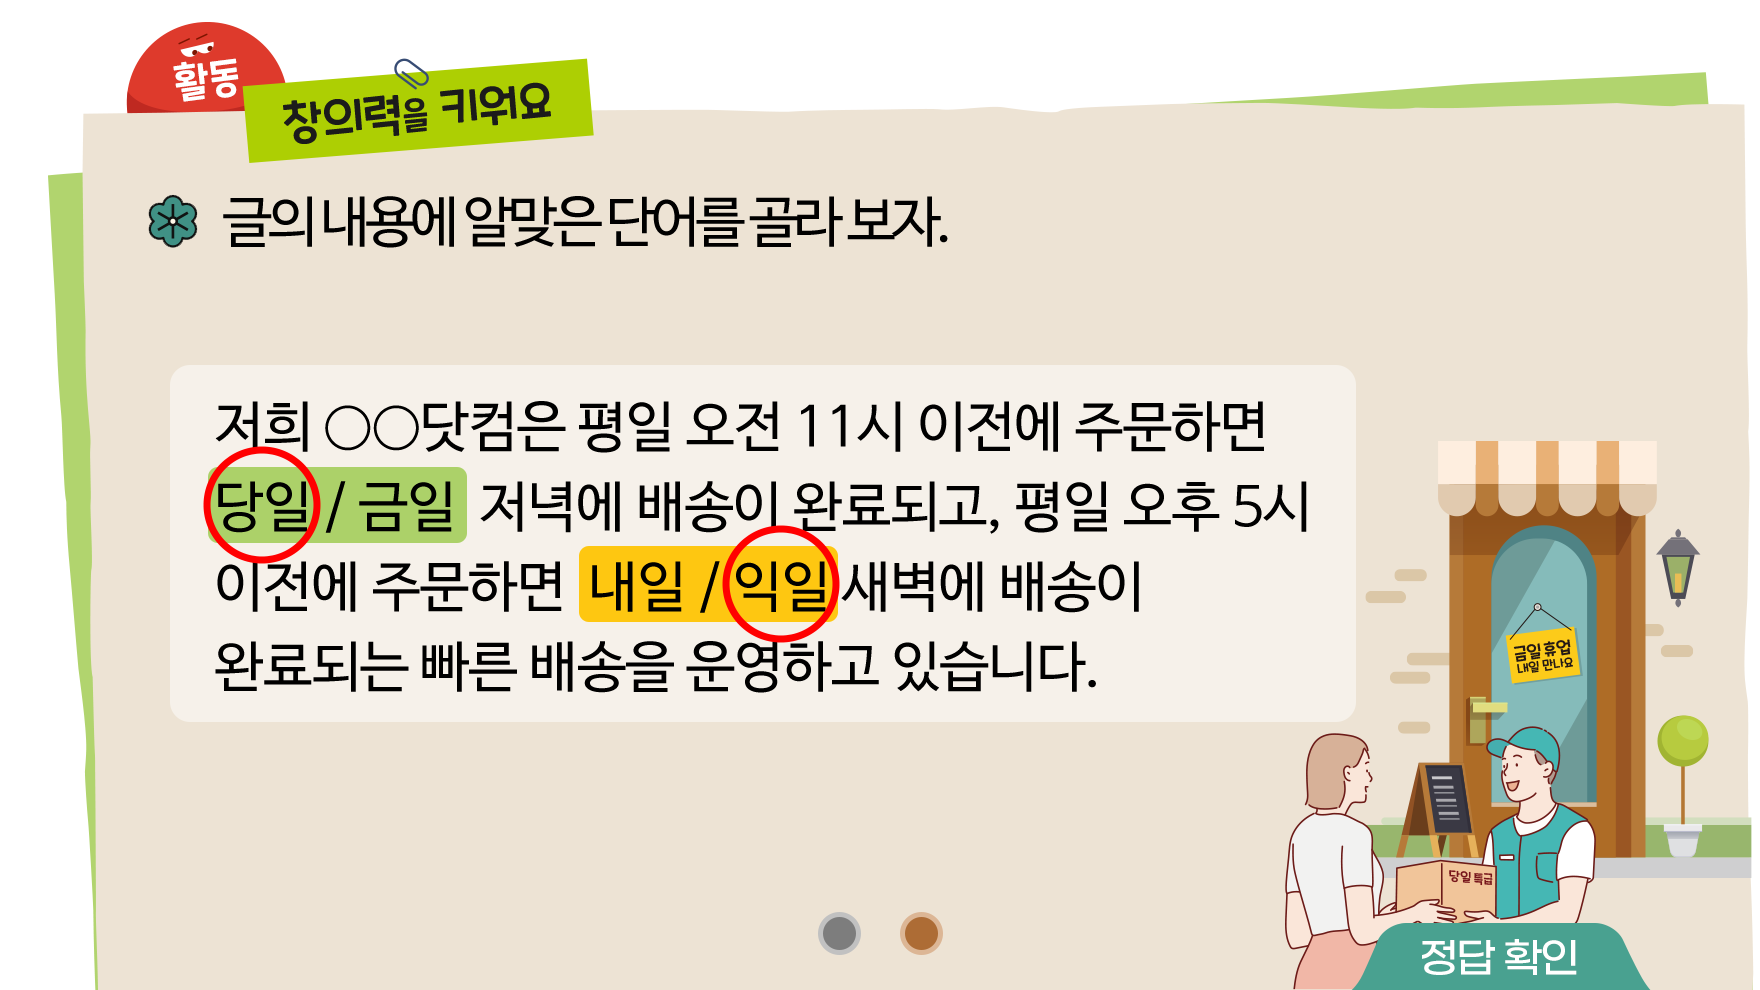 활동
창의력을 키워요
글의 내용에 알맞은 단어를 골라 보자.
저희 ○○닷컴은 평일 오전 11시 이전에 주문하면
당일 / 금일 저녁에 배송이 완료되고, 평일 오후 5시
이전에 주문하면 내일 / 익일 새벽에 배송이
완료되는 빠른 배송을 운영하고 있습니다.
금일 휴업
내일 만나요
당일 특급
정답 확인